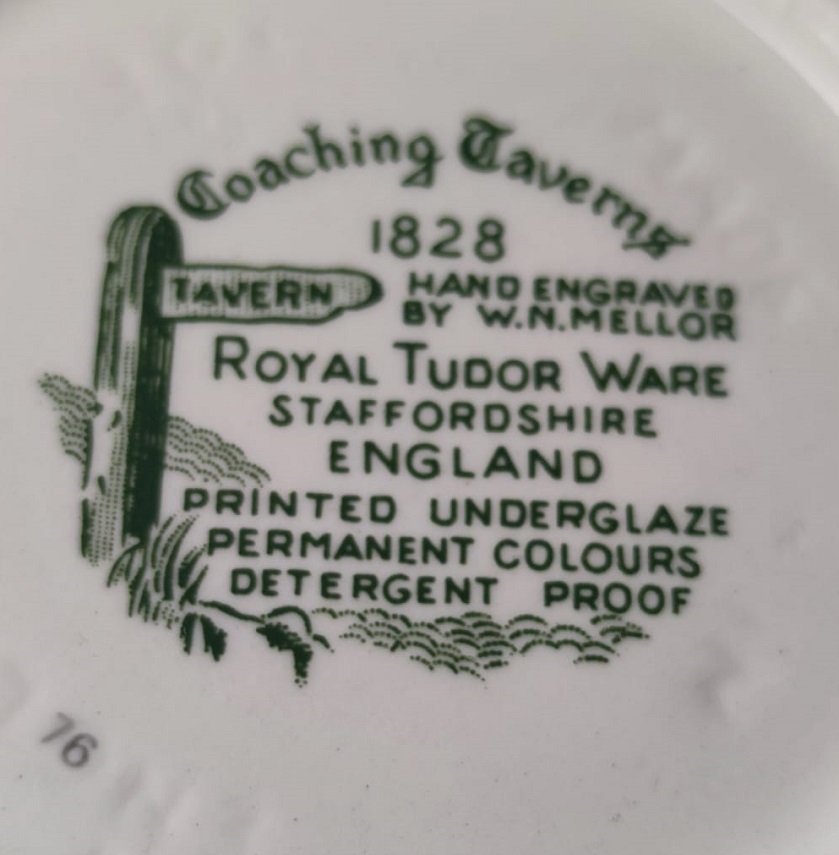 Coaching Taverns
1828
TAVERN
HAND ENGRAVED
BY W.N.MELLOR
ROYAL TUDOR WARE
STAFFORDSHIRE
ENGLAND
PRINTED UNDERGLAZE
PERMANENT COLOURS
DETERGENT PROOF
76